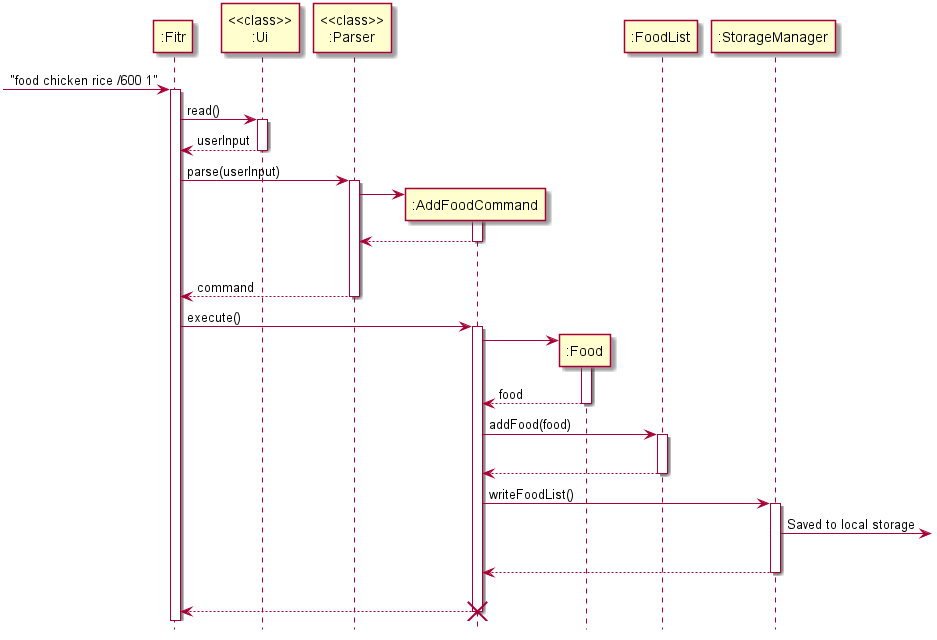 <<class>>
<<class>>
:Fitr
:Ui
:Parser
:FoodList
:StorageManager
"food chicken rice /600 1"
read()
userInput
parse(userInput)
:AddFoodCommand
command
execute()
:Food
food
addFood(food)
writeFoodList()
Saved to local storage